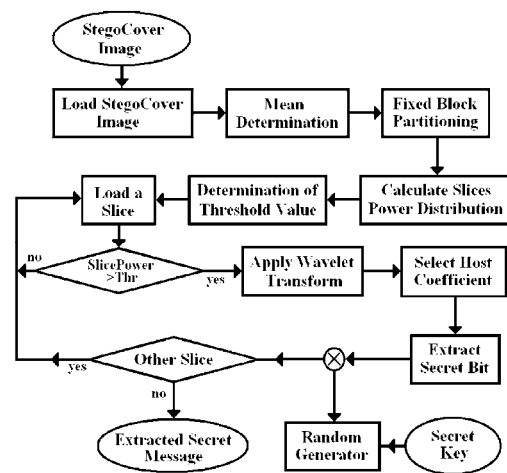 StegoCover
Image
Load StegoCover
Image
Mean
Determination
Fixed Block
Partitioning
Load a
Slice
Determination of
Threshold Value
Calculate Slices
Power Distribution
no
SlicePower
>Thr
yes
Apply Wavelet
Transform
Select Host
Coefficient
yes
Other Slice
no
Extract
Secret Bit
Extracted Secret
Message
Random
Generator
Secret
Key